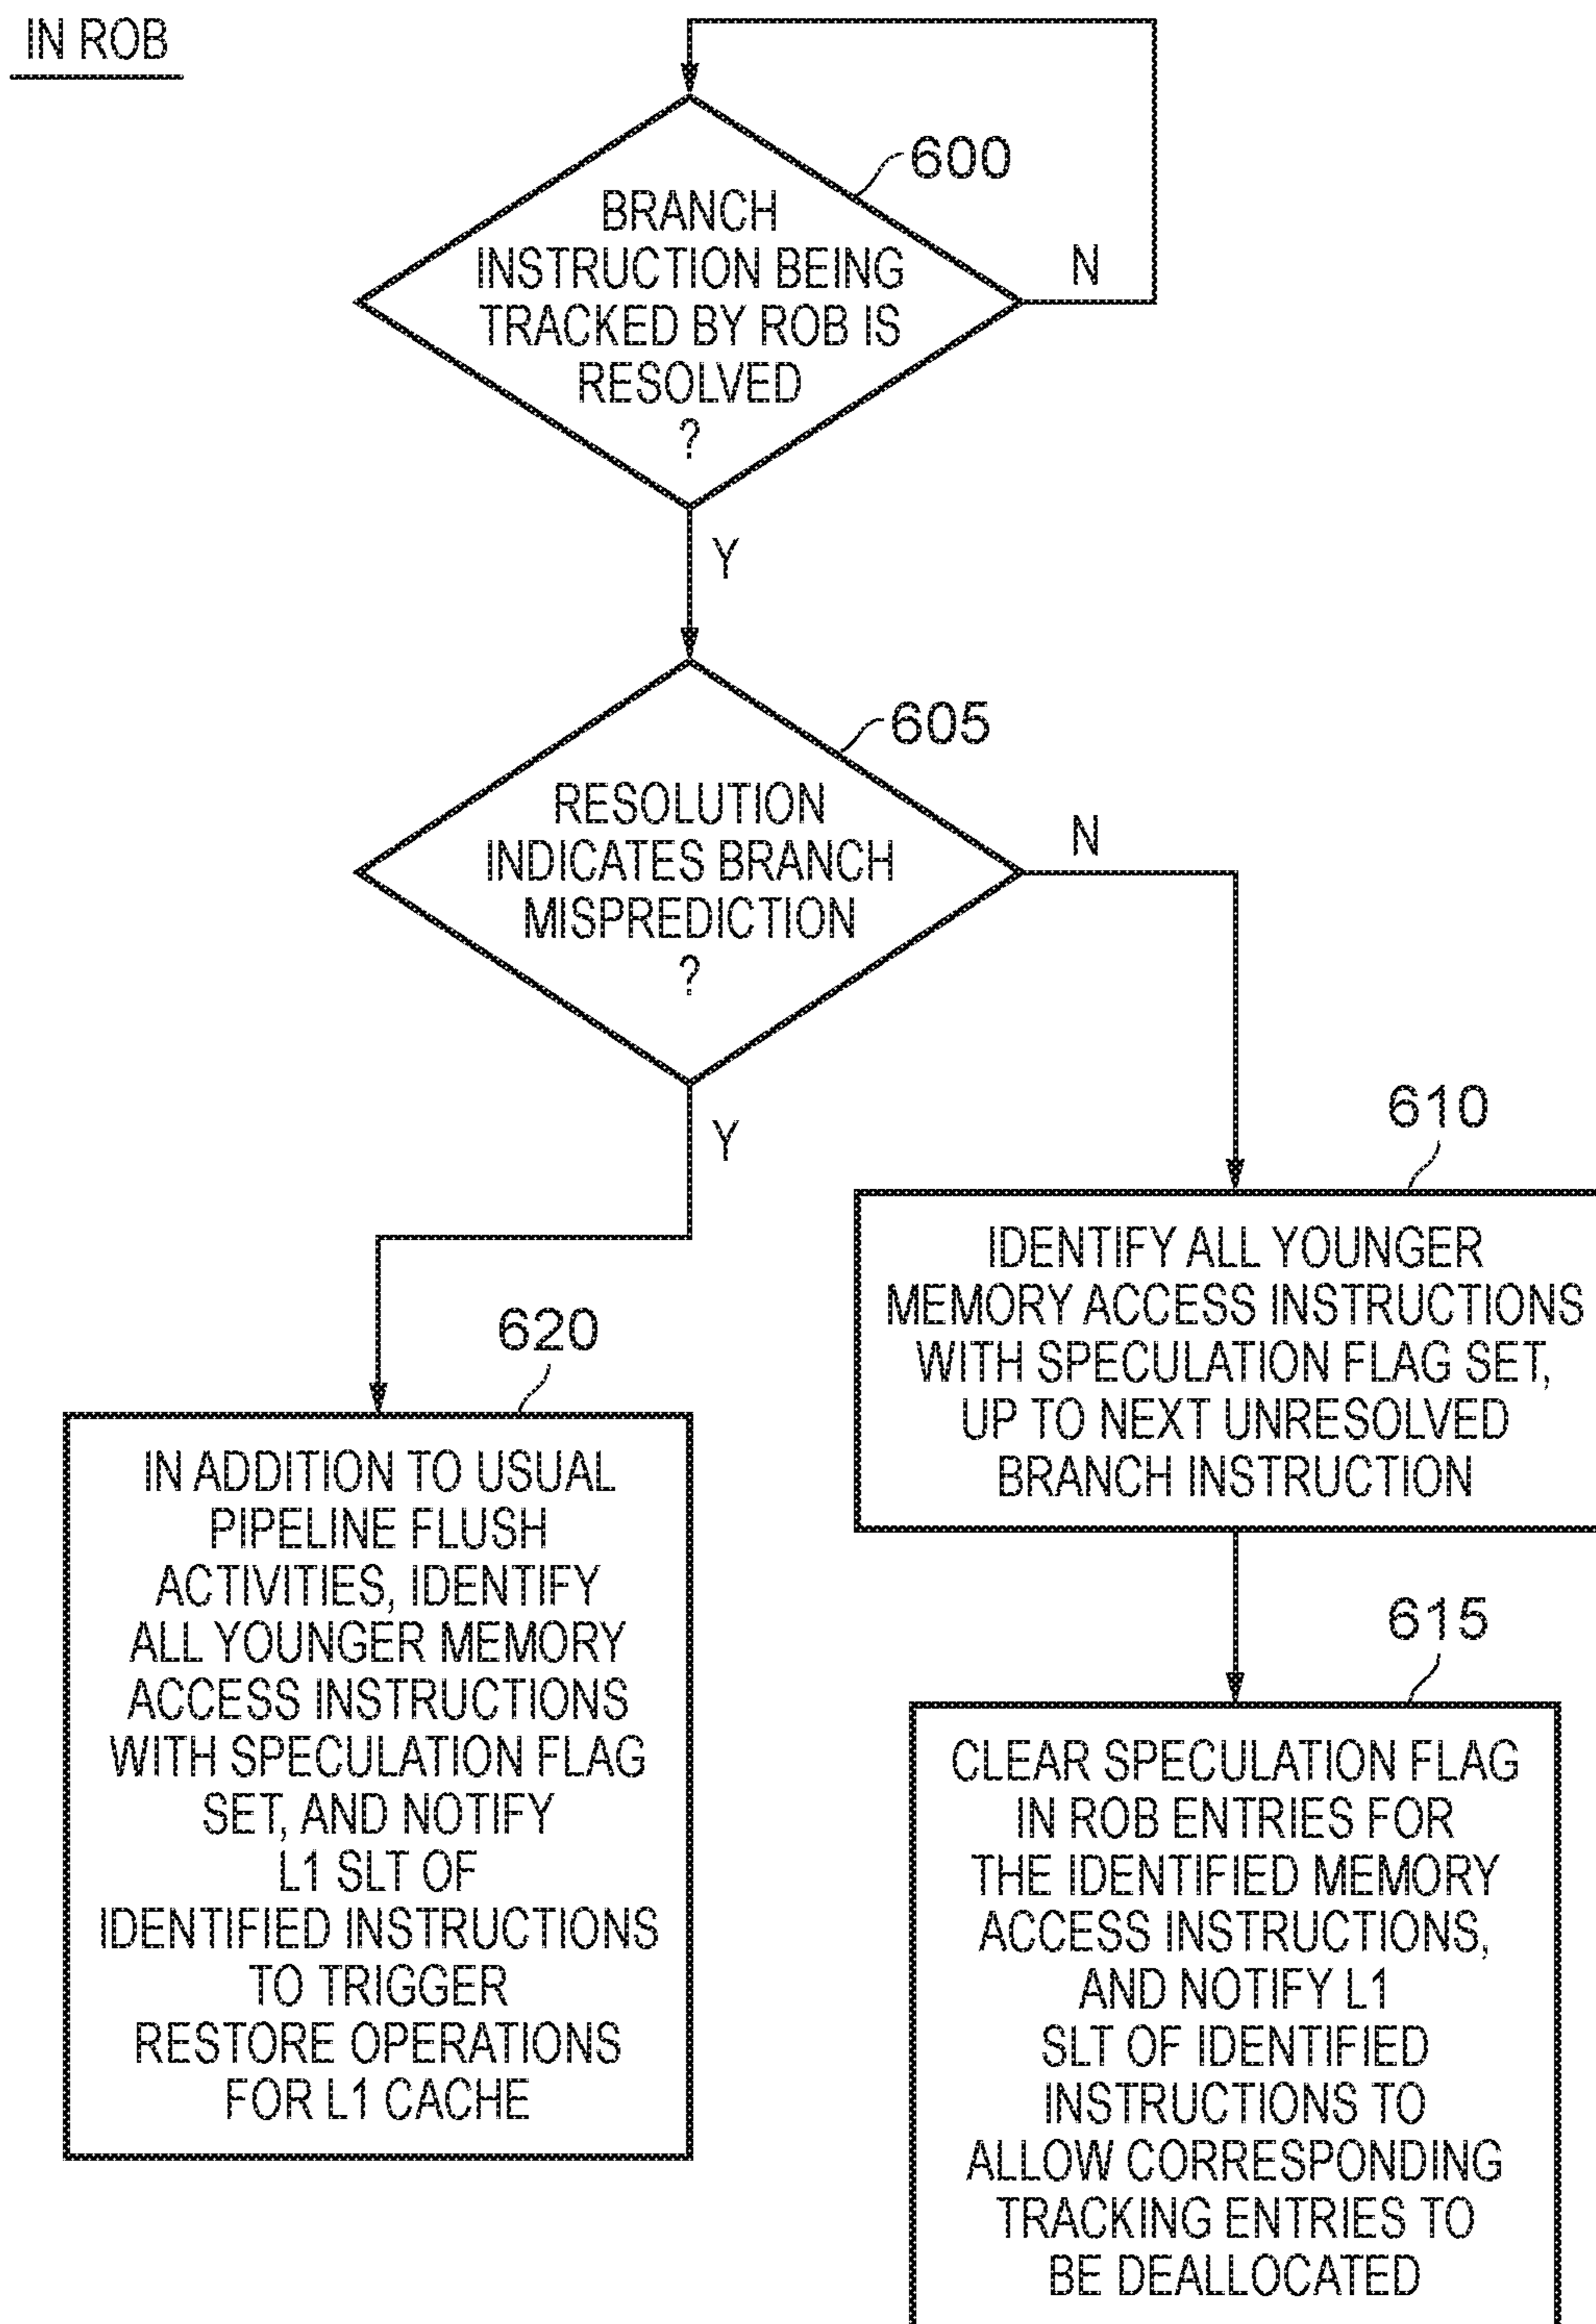 IN ROB
600
BRANCH
INSTRUCTION BEING
TRACKED BY ROB IS
RESOLVED
?
N
Y
605
RESOLUTION
INDICATES BRANCH
MISPREDICTION
?
N
Y
610
IDENTIFY ALL YOUNGER
MEMORY ACCESS INSTRUCTIONS
WITH SPECULATION FLAG SET,
UP TO NEXT UNRESOLVED
BRANCH INSTRUCTION
620
IN ADDITION TO USUAL
PIPELINE FLUSH
ACTIVITIES, IDENTIFY
ALL YOUNGER MEMORY
ACCESS INSTRUCTIONS
WITH SPECULATION FLAG
SET, AND NOTIFY
L1 SLT OF
IDENTIFIED INSTRUCTIONS
TO TRIGGER
RESTORE OPERATIONS
FOR L1 CACHE
615
CLEAR SPECULATION FLAG
IN ROB ENTRIES FOR
THE IDENTIFIED MEMORY
ACCESS INSTRUCTIONS,
AND NOTIFY L1
SLT OF IDENTIFIED
INSTRUCTIONS TO
ALLOW CORRESPONDING
TRACKING ENTRIES TO
BE DEALLOCATED